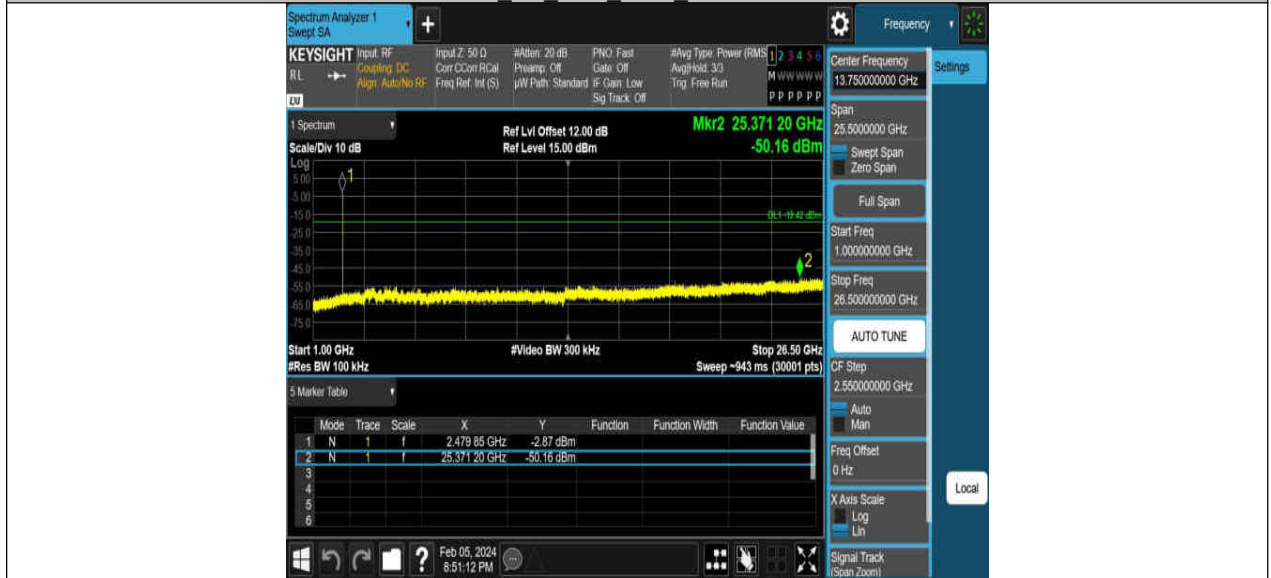 Spectrum Analyzer 1
Swept SA
+
Frequency
KEYSIGHT
RL
LXI
Input: RF
Coupling: DC
Align: Auto/No RF
Input Z: 50 Ω
Corr CCorr RCal
Freq Ref: Int (S)
#Atten: 20 dB
Preamp: Off
µW Path: Standard
PNO: Fast
Gate: Off
IF Gain: Low
Sig Track: Off
#Avg Type: Power (RMS
Avg|Hold: 3/3
Trig: Free Run
1 2 3 4 5 6
M W W W W W
P P P P P P
1 Spectrum
Scale/Div 10 dB
Ref Lvl Offset 12.00 dB
Ref Level 15.00 dBm
Mkr2 25.371 20 GHz
-50.16 dBm
Log
5.00
-5.00
-15.0
-25.0
-35.0
-45.0
-55.0
-65.0
-75.0
1
DL1 -19.42 dBm
2
Start 1.00 GHz
#Res BW 100 kHz
#Video BW 300 kHz
Stop 26.50 GHz
Sweep ~943 ms (30001 pts)
5 Marker Table
Mode Trace Scale X Y Function Function Width Function Value
1 N 1 f 2.479 85 GHz -2.87 dBm
2 N 1 f 25.371 20 GHz -50.16 dBm
3
4
5
6
?
Feb 05, 2024
8:51:12 PM
Center Frequency
13.750000000 GHz
Settings
Span
25.5000000 GHz
Swept Span
Zero Span
Full Span
Start Freq
1.000000000 GHz
Stop Freq
26.500000000 GHz
AUTO TUNE
CF Step
2.550000000 GHz
Auto
Man
Freq Offset
0 Hz
X Axis Scale
Log
Lin
Signal Track
(Span Zoom)
Local